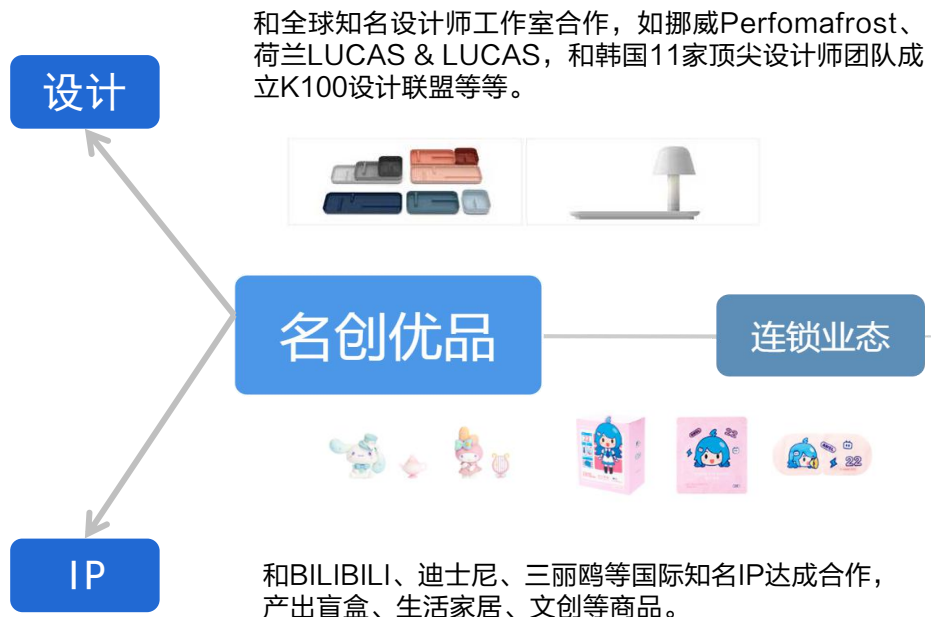 和全球知名设计师工作室合作，如挪威Perfomafrost、
荷兰LUCAS & LUCAS，和韩国11家顶尖设计师团队成
立K100设计联盟等等。
设计
名创优品
连锁业态
22
22
IP
和BILIBILI、迪士尼、三丽鸥等国际知名IP达成合作，
产出盲盒、生活家居、文创等商品。